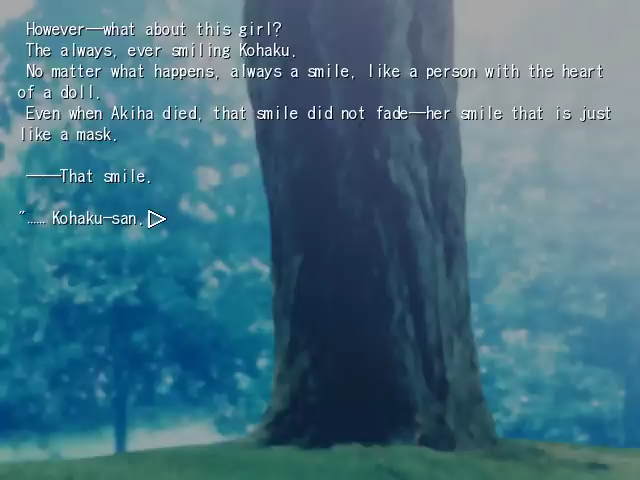 However—what about this girl?
The always, ever smiling Kohaku.
No matter what happens, always a smile, like a person with the heart
of a doll.
Even when Akiha died, that smile did not fade—her smile that is just
like a mask.
——That smile.
"…… Kohaku-san.